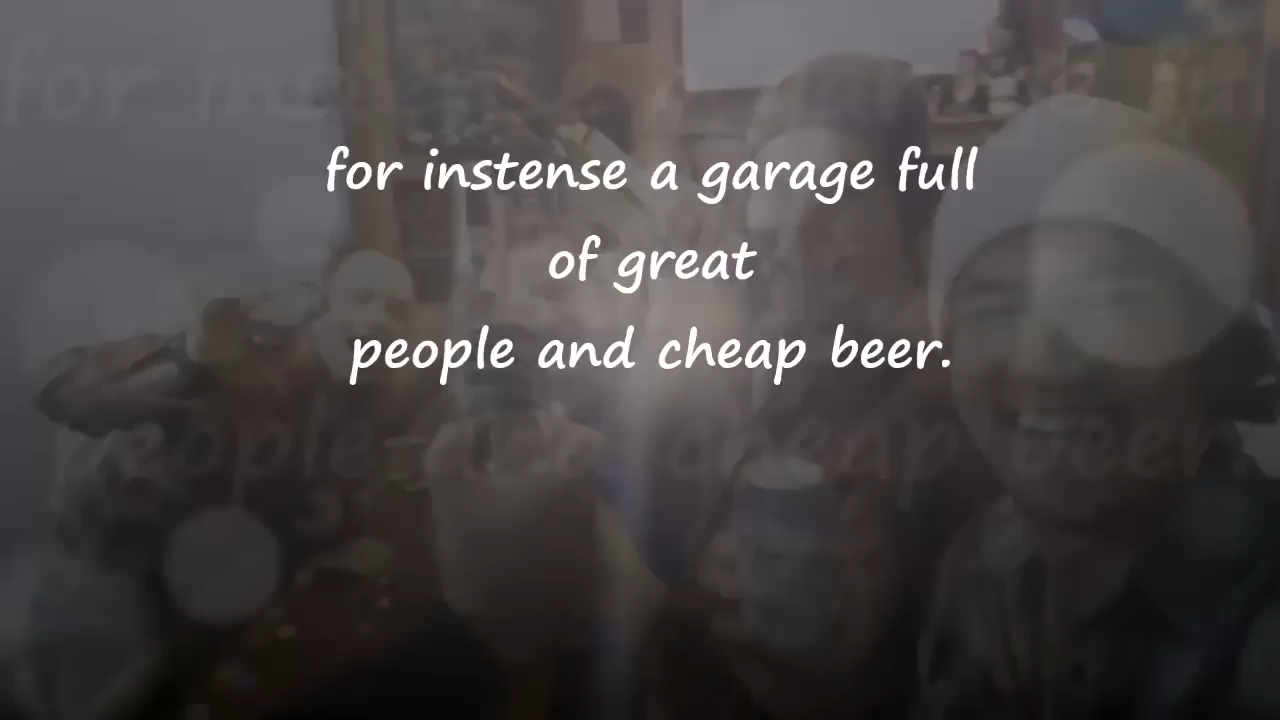 for instense a garage full
of great
people and cheap beer.